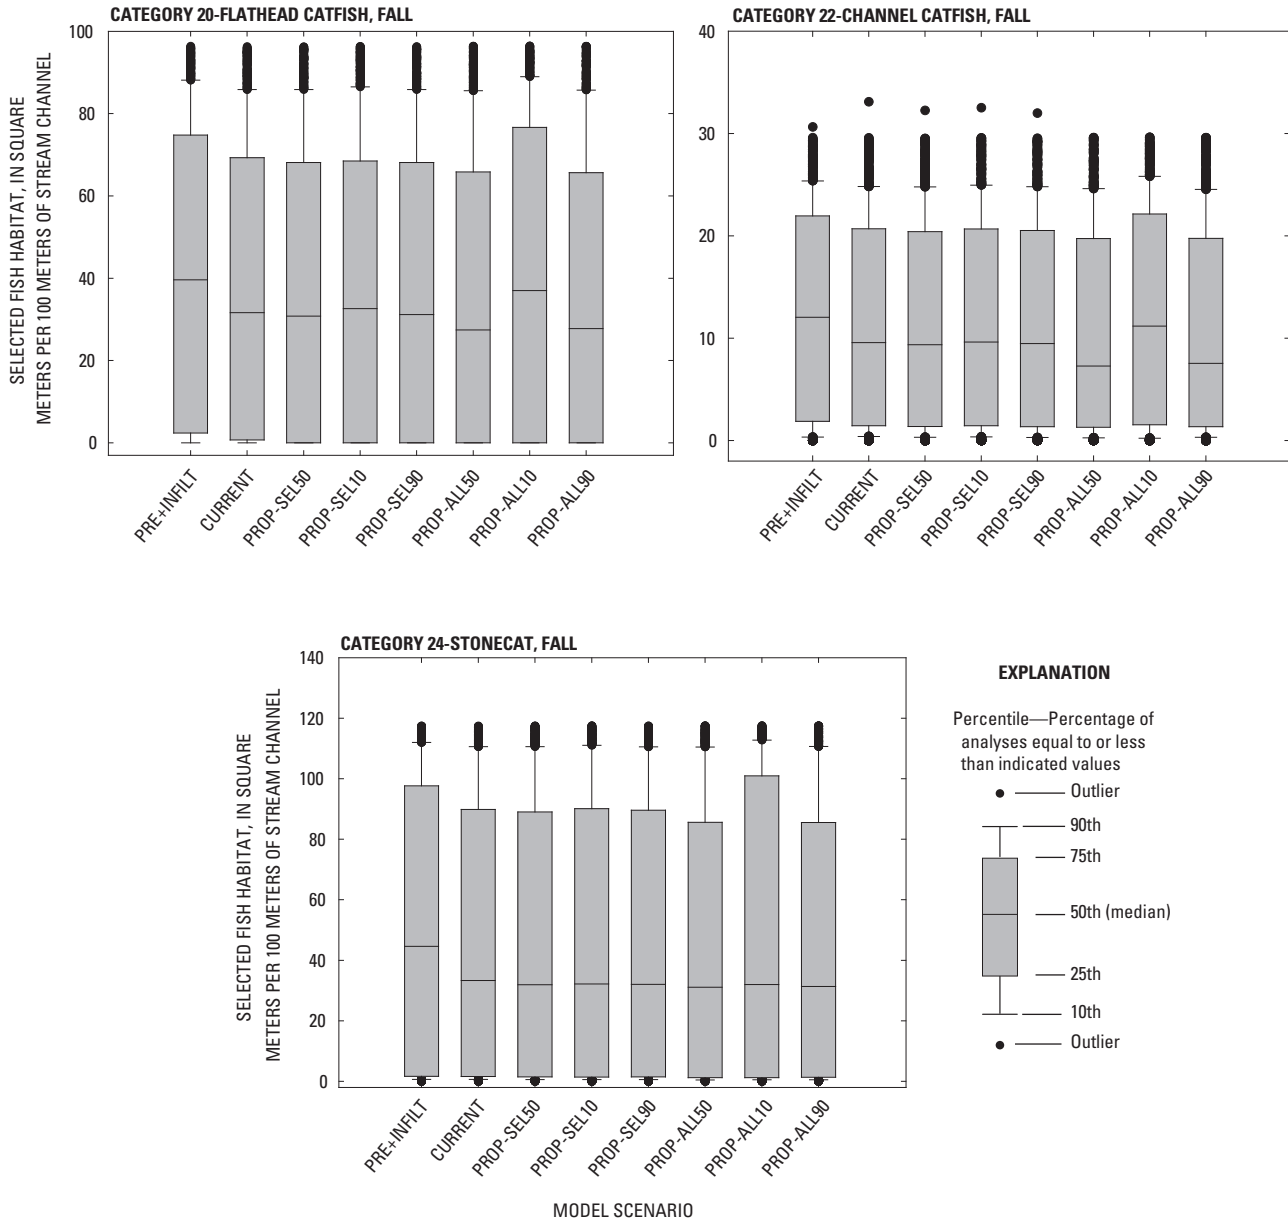 CATEGORY 20-FLATHEAD CATFISH, FALL
SELECTED FISH HABITAT, IN SQUARE
METERS PER 100 METERS OF STREAM CHANNEL
100
80
60
40
20
0
PRE+INFILT
CURRENT
PROP-SEL50
PROP-SEL10
PROP-SEL90
PROP-ALL50
PROP-ALL10
PROP-ALL90
CATEGORY 22-CHANNEL CATFISH, FALL
40
30
20
10
0
PRE+INFILT
CURRENT
PROP-SEL50
PROP-SEL10
PROP-SEL90
PROP-ALL50
PROP-ALL10
PROP-ALL90
CATEGORY 24-STONECAT, FALL
SELECTED FISH HABITAT, IN SQUARE
METERS PER 100 METERS OF STREAM CHANNEL
140
120
100
80
60
40
20
0
PRE+INFILT
CURRENT
PROP-SEL50
PROP-SEL10
PROP-SEL90
PROP-ALL50
PROP-ALL10
PROP-ALL90
MODEL SCENARIO
EXPLANATION
Percentile—Percentage of
analyses equal to or less
than indicated values
Outlier
90th
75th
50th (median)
25th
10th
Outlier